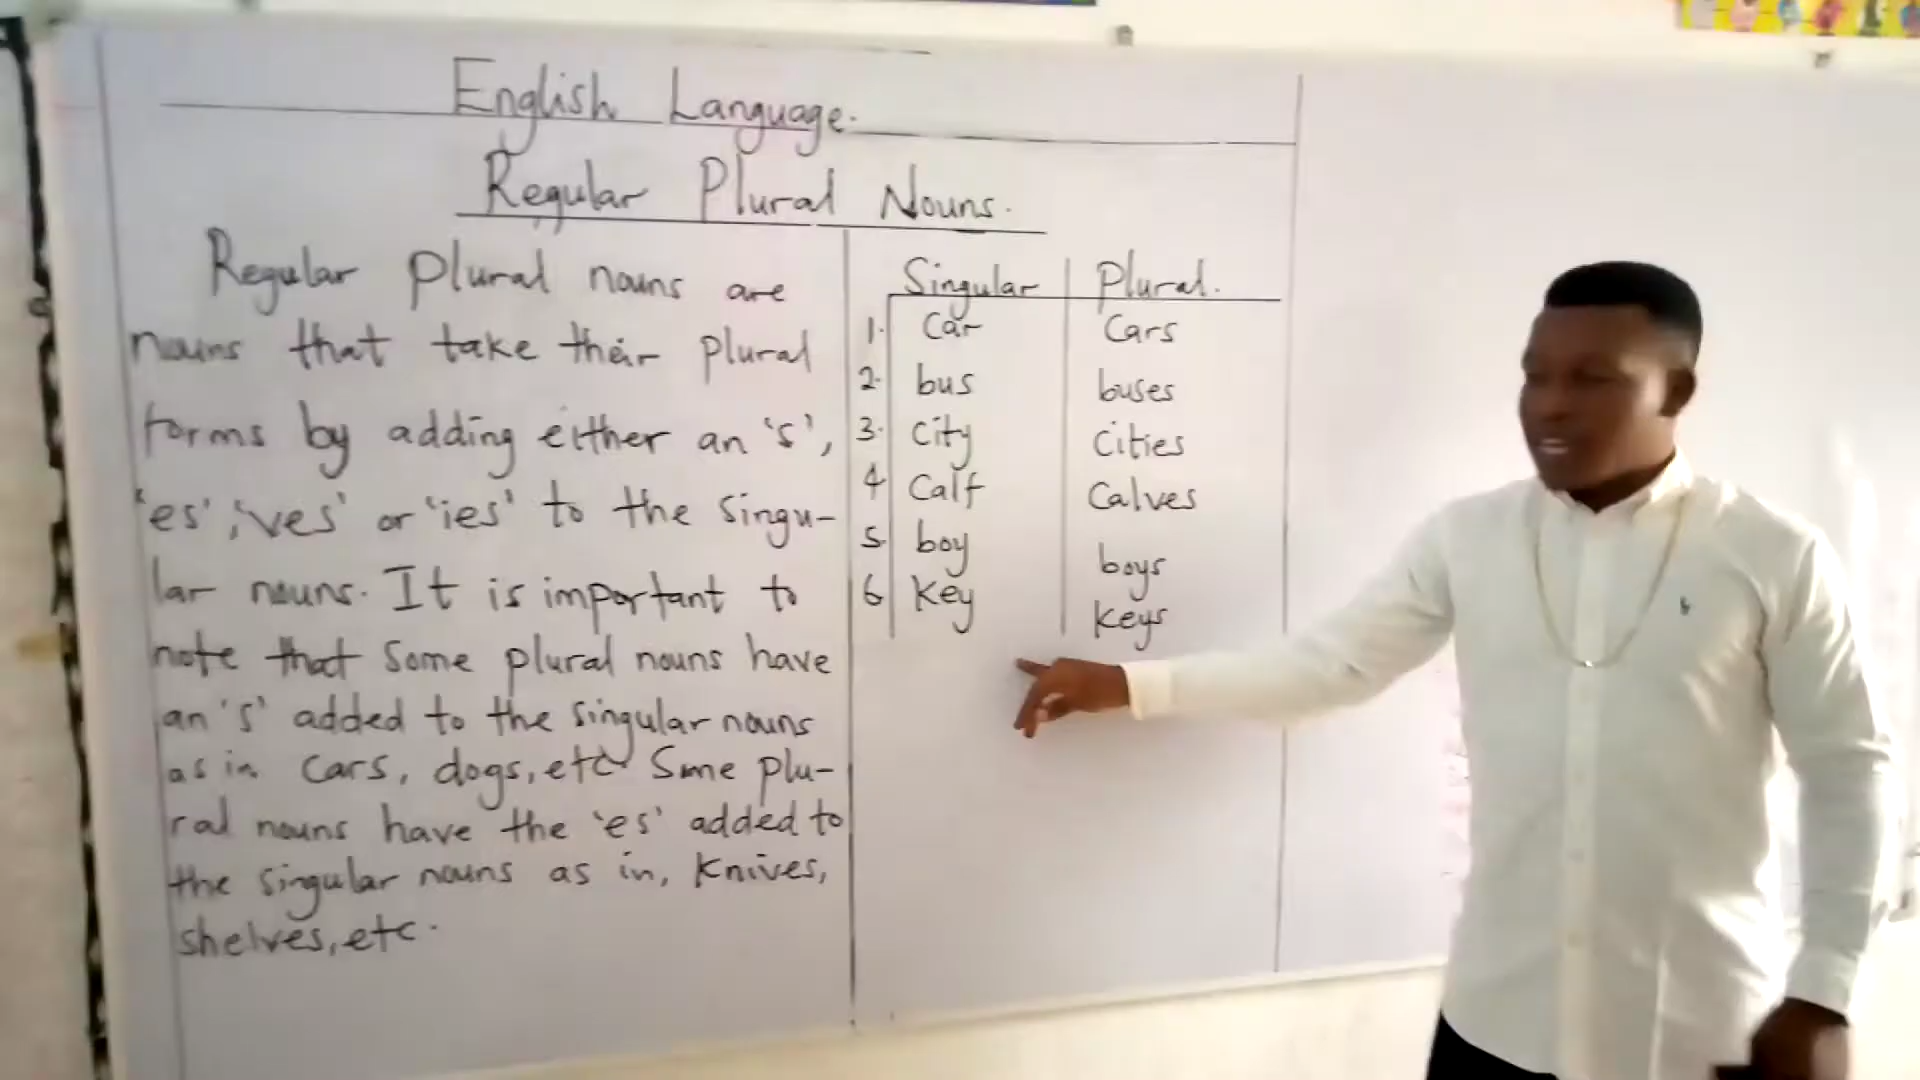 English Language.
Regular Plural Nouns.
Regular Plural nouns are
nouns that take their plural
forms by adding either an 's',
'es', 'ves' or 'ies' to the singu-
lar nouns. It is important to
note that some plural nouns have
an 's' added to the singular nouns
as in cars, dogs, etc Some plu-
ral nouns have the 'es' added to
the singular nouns as in, knives,
shelves, etc.
Singular Plural.
1. Car Cars
2. bus buses
3. City Cities
4 Calf Calves
5. boy boys
6 Key keys